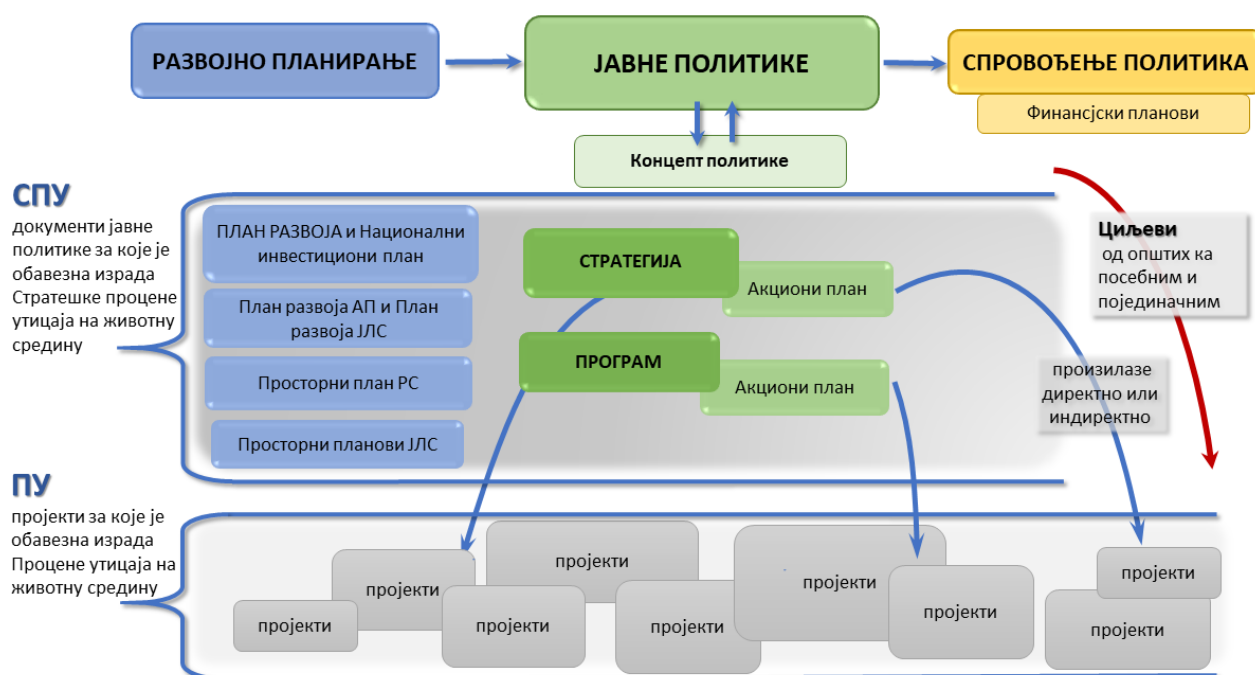 РАЗВОЈНО ПЛАНИРАЊЕ
ЈАВНЕ ПОЛИТИКЕ
СПРОВОЂЕЊЕ ПОЛИТИКА
Финансјски планови
Концепт политике
СПУ
документи јавне
политике за које је
обавезна израда
Стратешке процене
утицаја на животну
средину
ПЛАН РАЗВОЈА и Национални
инвестициони план
План развоја АП и План
развоја ЈЛС
Просторни план РС
Просторни планови ЈЛС
СТРАТЕГИЈА
Акциони план
ПРОГРАМ
Акциони план
Циљеви
од општих ка
посебним и
појединачним
произилазе
директно или
индиректно
ПУ
пројекти за које је
обавезна израда
Процене утицаја на
животну средину
пројекти
пројекти
пројекти
пројекти
пројекти
пројекти
пројекти
пројекти
пројекти